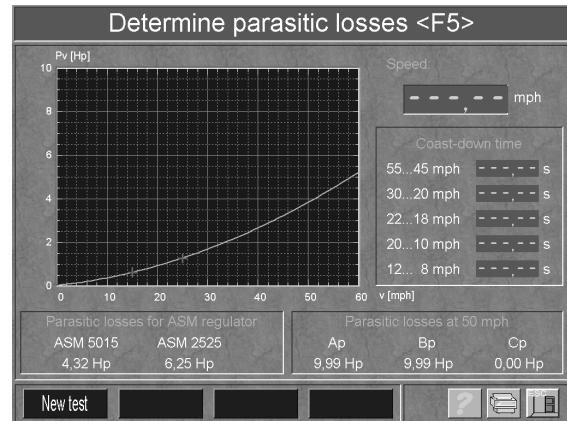 Determine parasitic losses <F5>
Pv [Hp]
10
8
6
4
2
0
0 10 20 30 40 50 60 v [mph]
Speed:
- - - - , - - mph
Coast-down time
55...45 mph - - - , - - s
30...20 mph - - - , - - s
22...18 mph - - - , - - s
20...10 mph - - - , - - s
12... 8 mph - - - , - - s
Parasitic losses for ASM regulator
ASM 5015 ASM 2525
4,32 Hp 6,25 Hp
Parasitic losses at 50 mph
Ap Bp Cp
9,99 Hp 9,99 Hp 0,00 Hp
New test
?
ESC